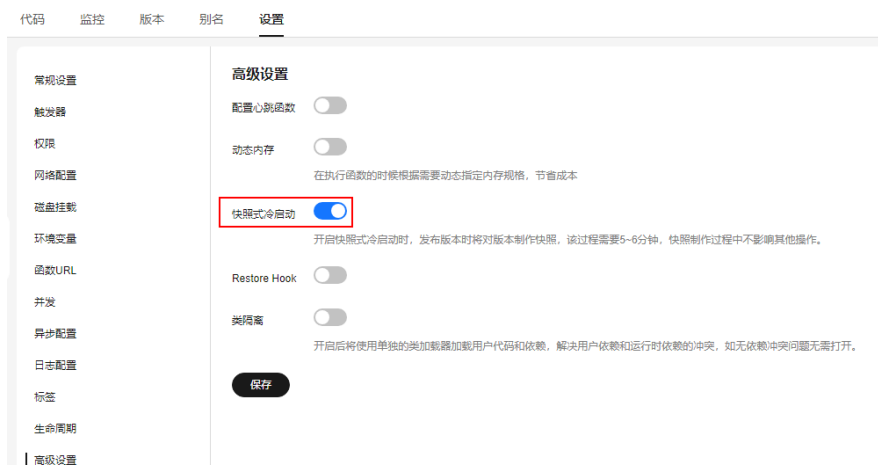 代码 监控 版本 别名 设置
常规设置
触发器
权限
网络配置
磁盘挂载
环境变量
函数URL
并发
异步配置
日志配置
标签
生命周期
高级设置
高级设置
配置心跳函数
动态内存
在执行函数的时候根据需要动态指定内存规格，节省成本
快照式冷启动
开启快照式冷启动时，发布版本时将对版本制作快照，该过程需要5~6分钟，快照制作过程中不影响其他操作。
Restore Hook
类隔离
开启后将使用单独的类加载器加载用户代码和依赖，解决用户依赖和运行时依赖的冲突，如无依赖冲突问题无需打开。
保存